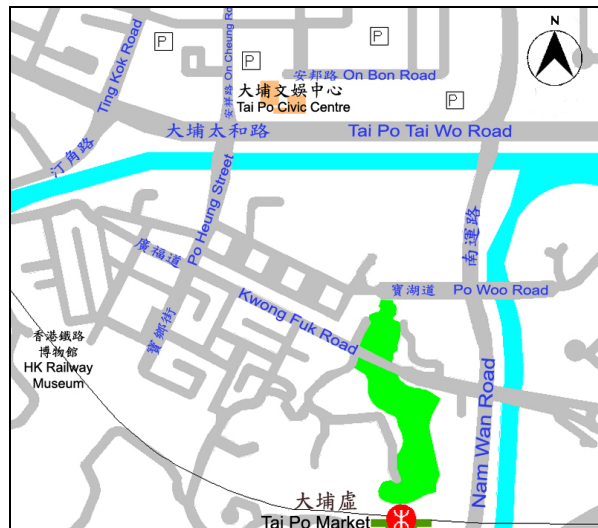 N
P
P
P
P
Ting Kok Road
汀角路
安祥路 On Cheung Road
安邦路 On Bon Road
大埔文娛中心
Tai Po Civic Centre
大埔太和路 Tai Po Tai Wo Road
Po Heung Street
寶鄉街
廣福道
Kwong Fuk Road
南運路
Nam Wan Road
寶湖道 Po Woo Road
香港鐵路
博物館
HK Railway
Museum
大埔墟
Tai Po Market